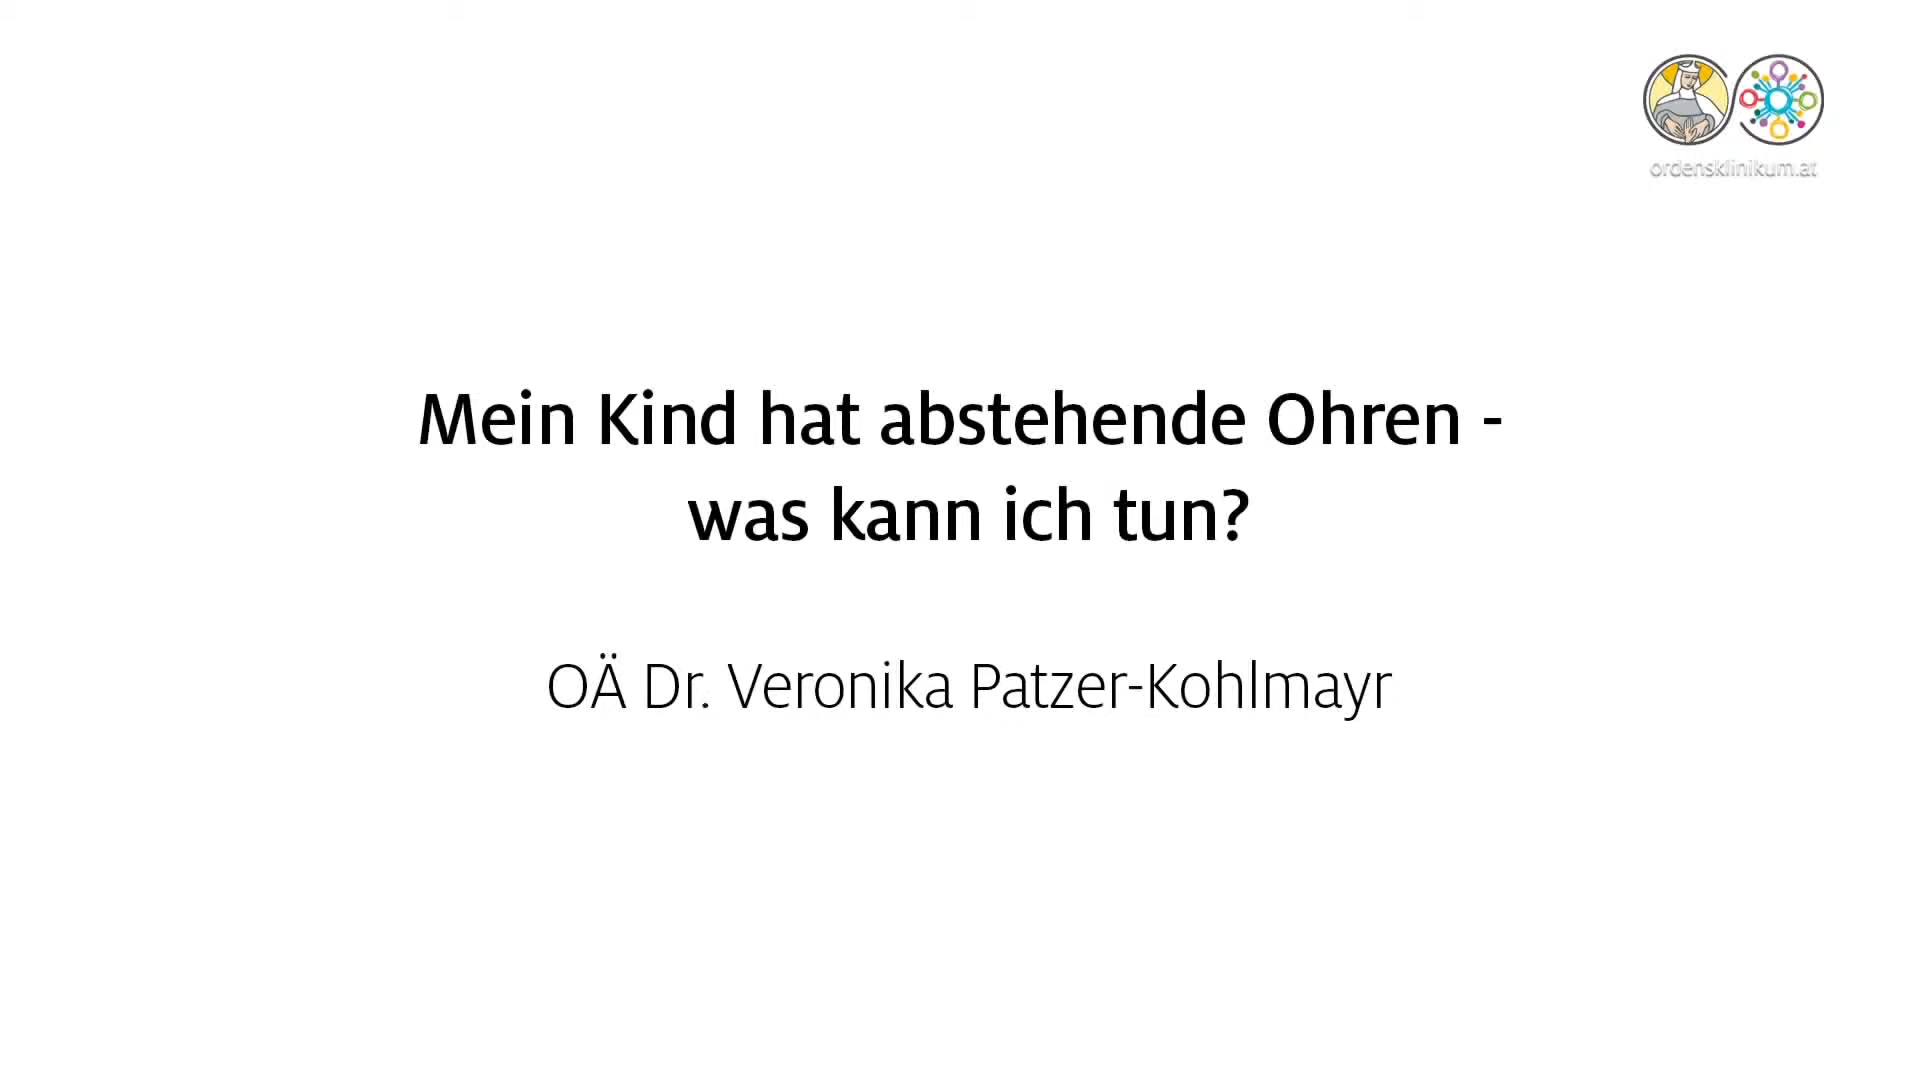 ordensklinikum.at
Mein Kind hat abstehende Ohren -
was kann ich tun?
OÄ Dr. Veronika Patzer-Kohlmayr